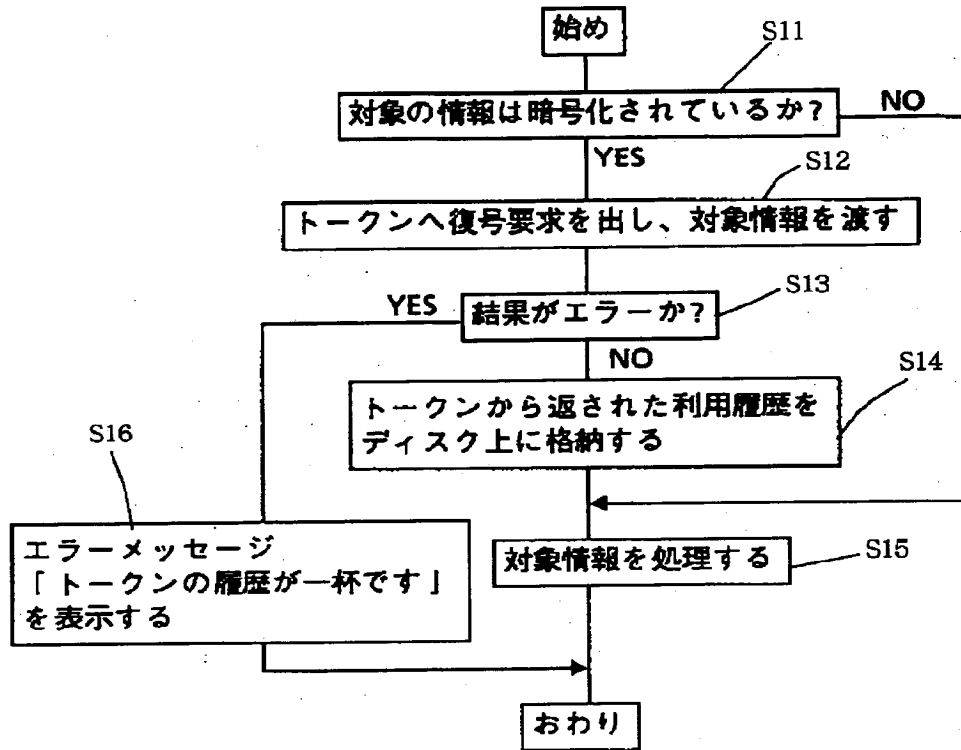 始め
S11
対象の情報は暗号化されているか?
NO
YES
S12
トークンへ復号要求を出し、対象情報を渡す
S13
YES
結果がエラーか?
NO
S14
トークンから返された利用履歴を
ディスク上に格納する
S16
エラーメッセージ
「トークンの履歴が一杯です」
を表示する
対象情報を処理する
S15
おわり